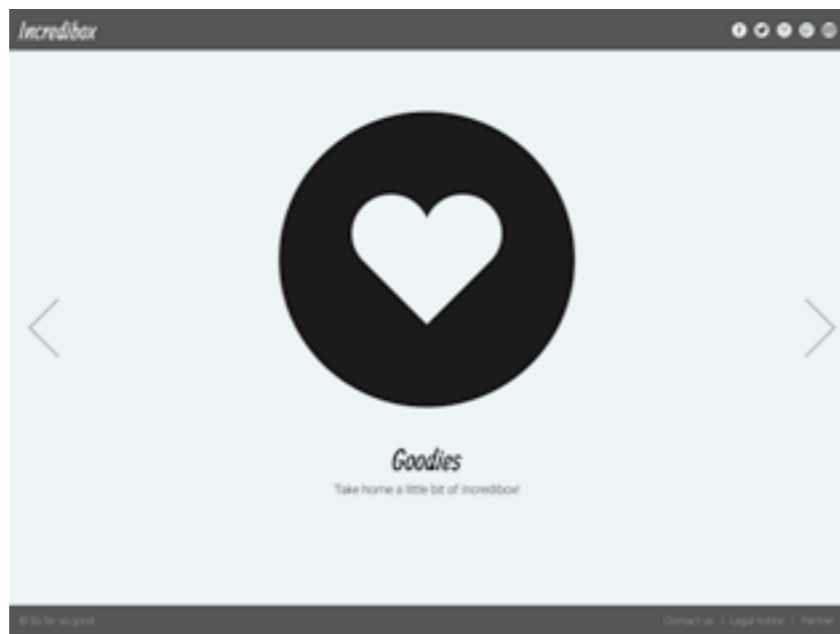 Incredibox
Goodies
Take home a little bit of Incredibox!
© So far so good
Contact us | Legal notice | Partner